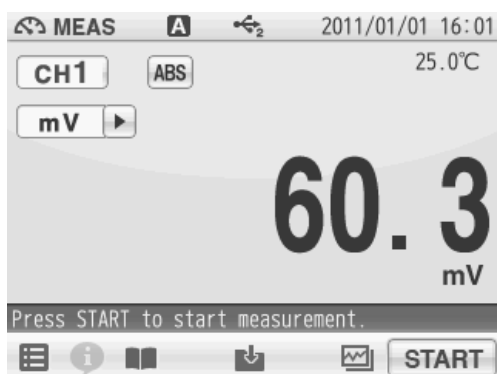 MEAS A 2 2011/01/01 16:01
CH1 ABS 25.0℃
mV
60.3
mV
Press START to start measurement.
START